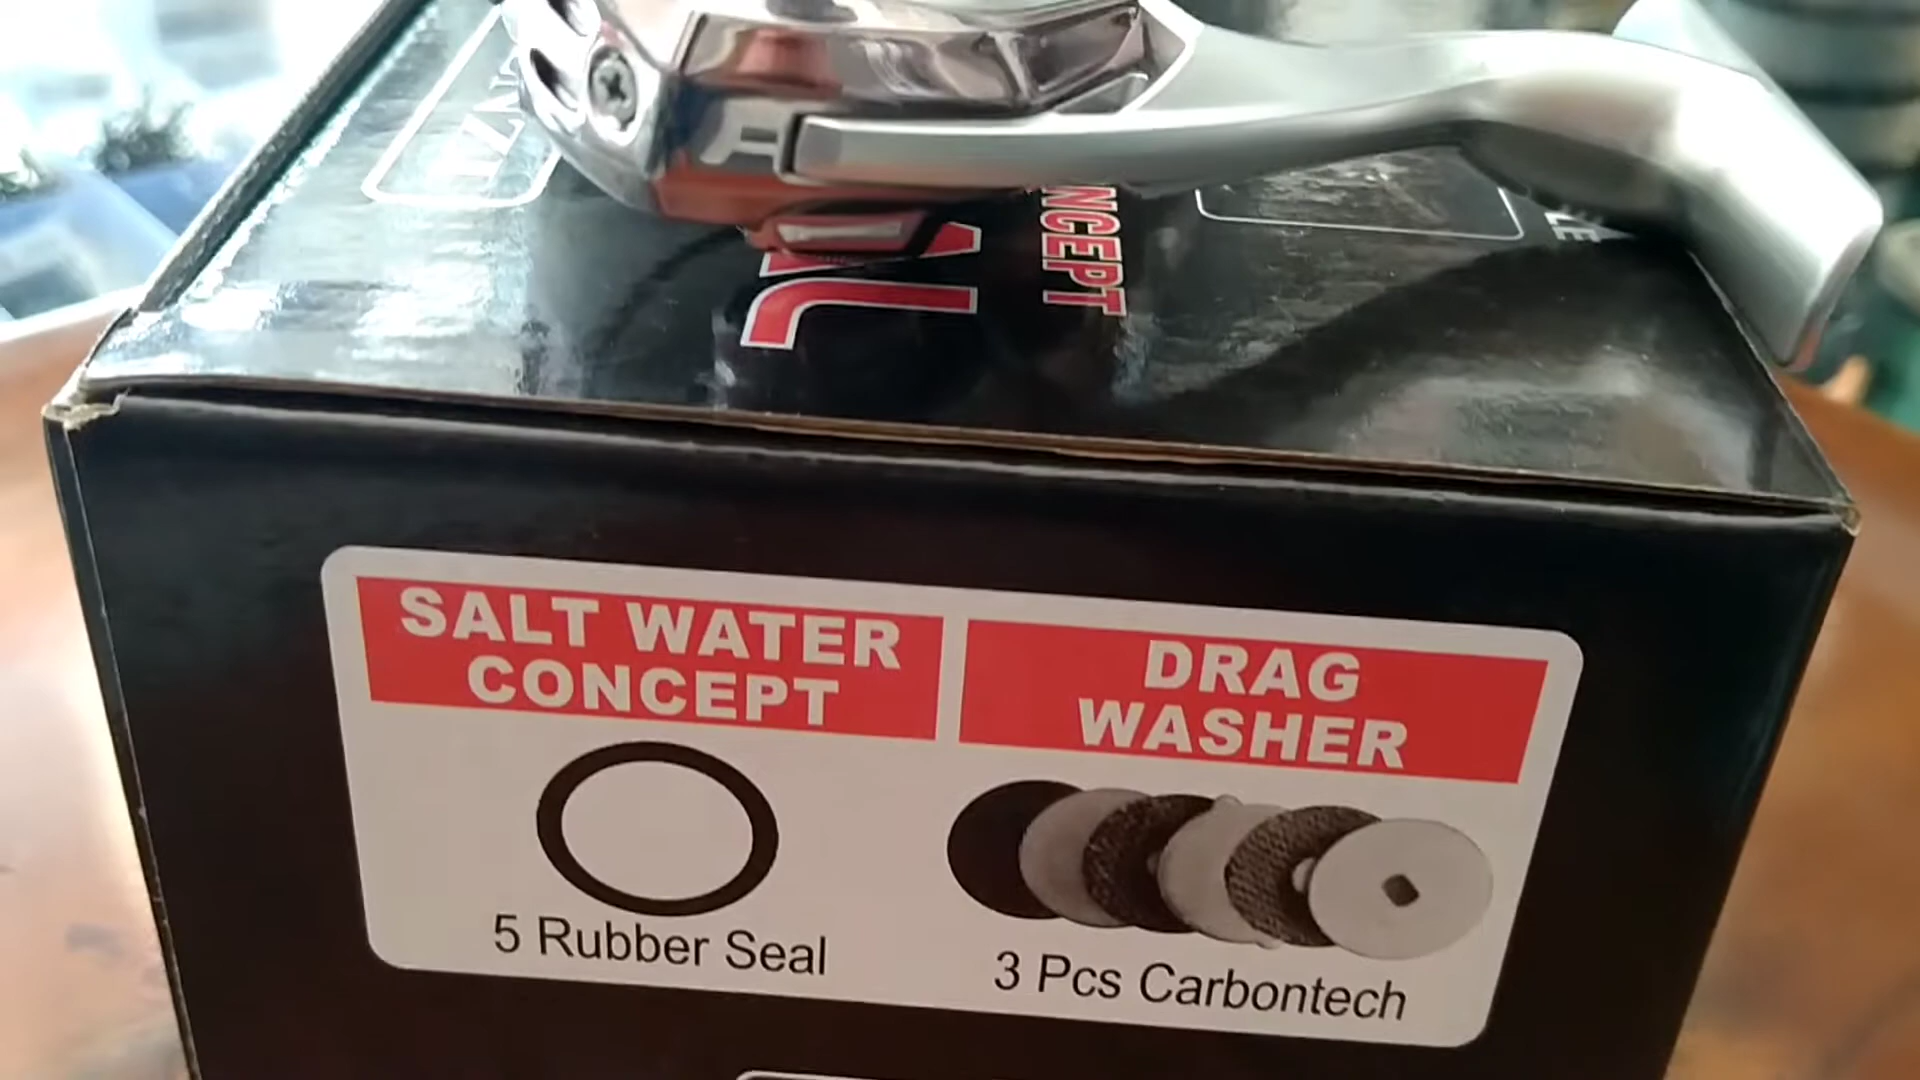 NCEPT
SALT WATER
CONCEPT
5 Rubber Seal
DRAG
WASHER
3 Pcs Carbontech